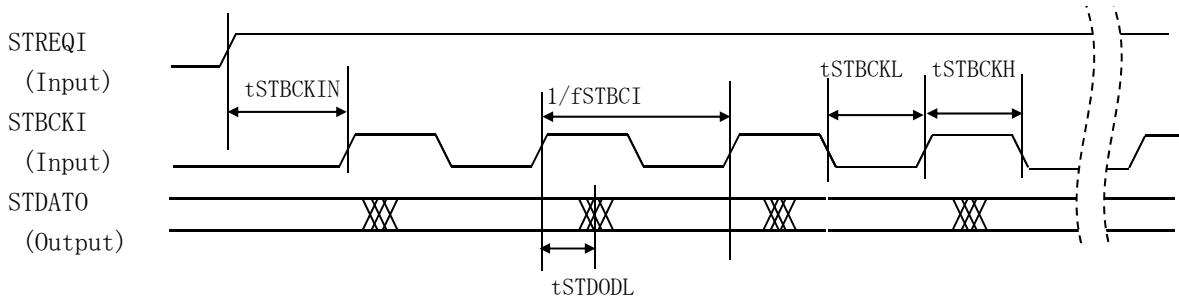 STREQI
(Input)
tSTBCKIN
1/fSTBCI
tSTBCKL
tSTBCKH
STBCKI
(Input)
STDATO
(Output)
tSTDODL